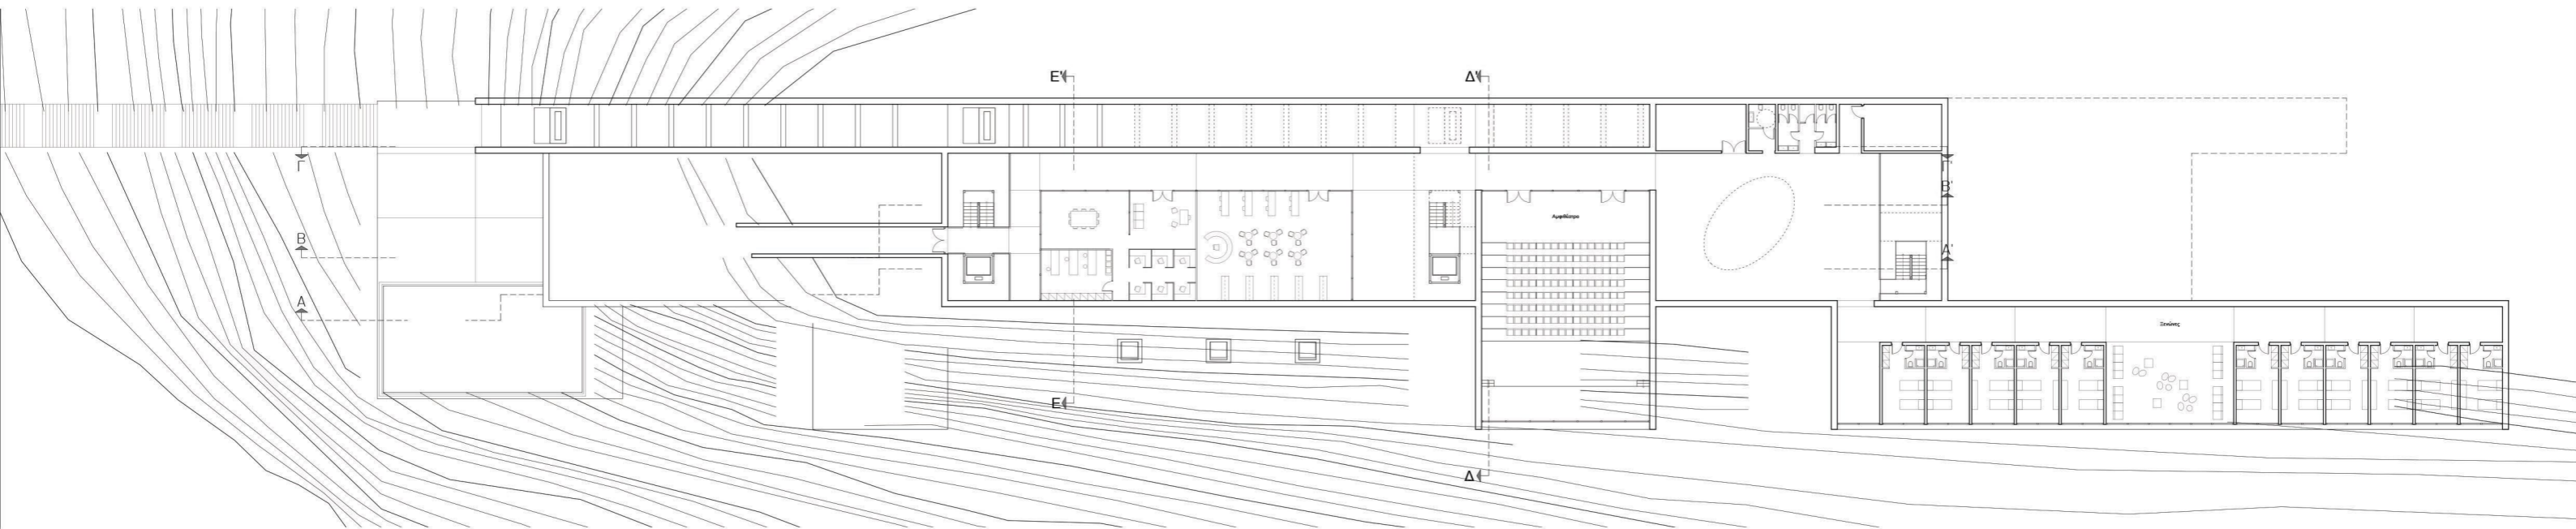 Ε'
Δ'
Γ
Γ'
Β'
Αμφιθέατρο
Β
Α'
Α
Ξενώνες
Ε
Δ